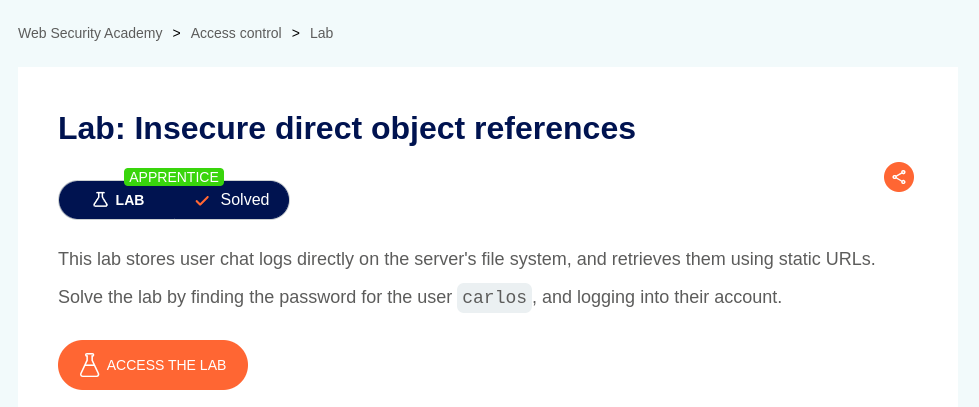 Web Security Academy > Access control > Lab
Lab: Insecure direct object references
APPRENTICE
LAB Solved
This lab stores user chat logs directly on the server's file system, and retrieves them using static URLs.
Solve the lab by finding the password for the user carlos, and logging into their account.
ACCESS THE LAB